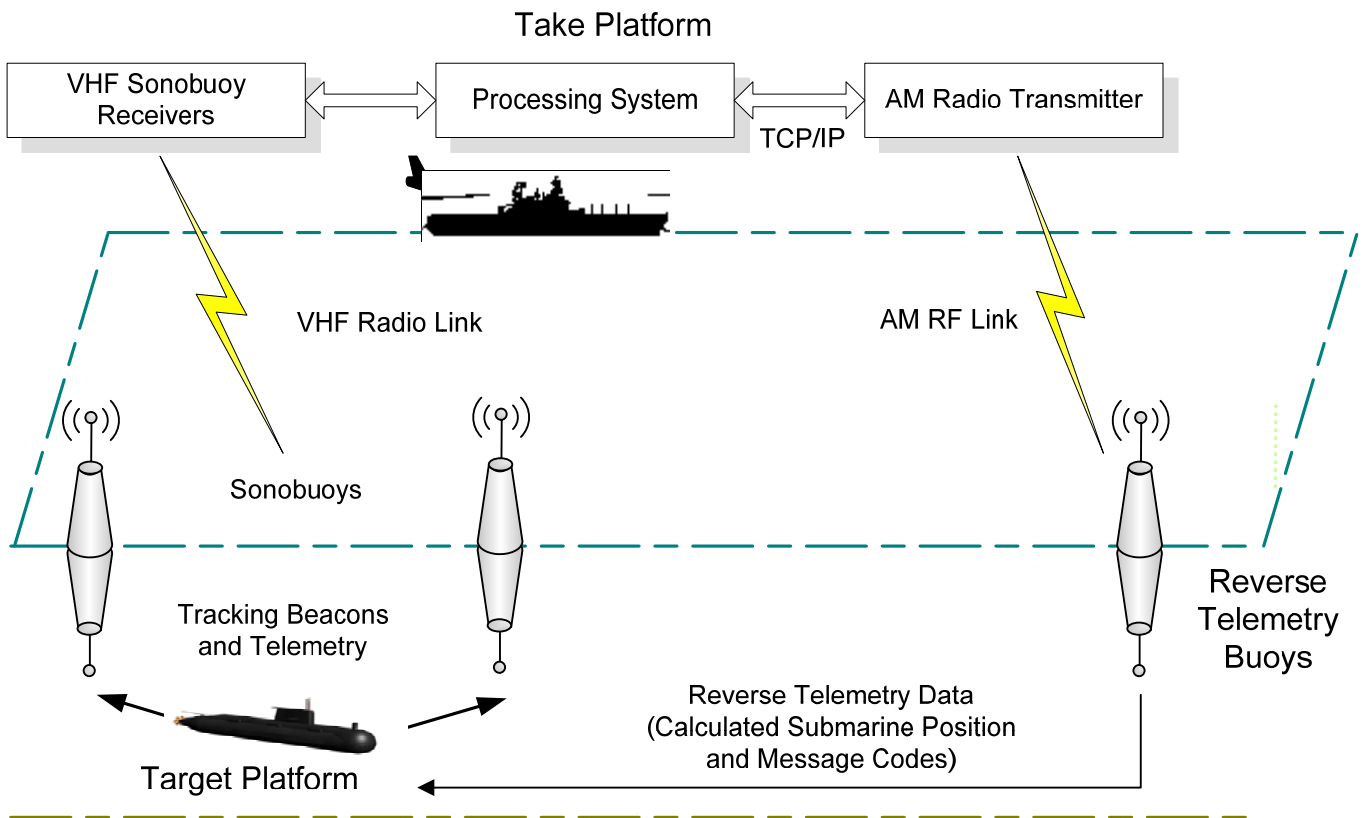 Take Platform
VHF Sonobuoy
Receivers
Processing System
AM Radio Transmitter
TCP/IP
VHF Radio Link
AM RF Link
Sonobuoys
Tracking Beacons
and Telemetry
Reverse
Telemetry
Buoys
Reverse Telemetry Data
(Calculated Submarine Position
and Message Codes)
Target Platform